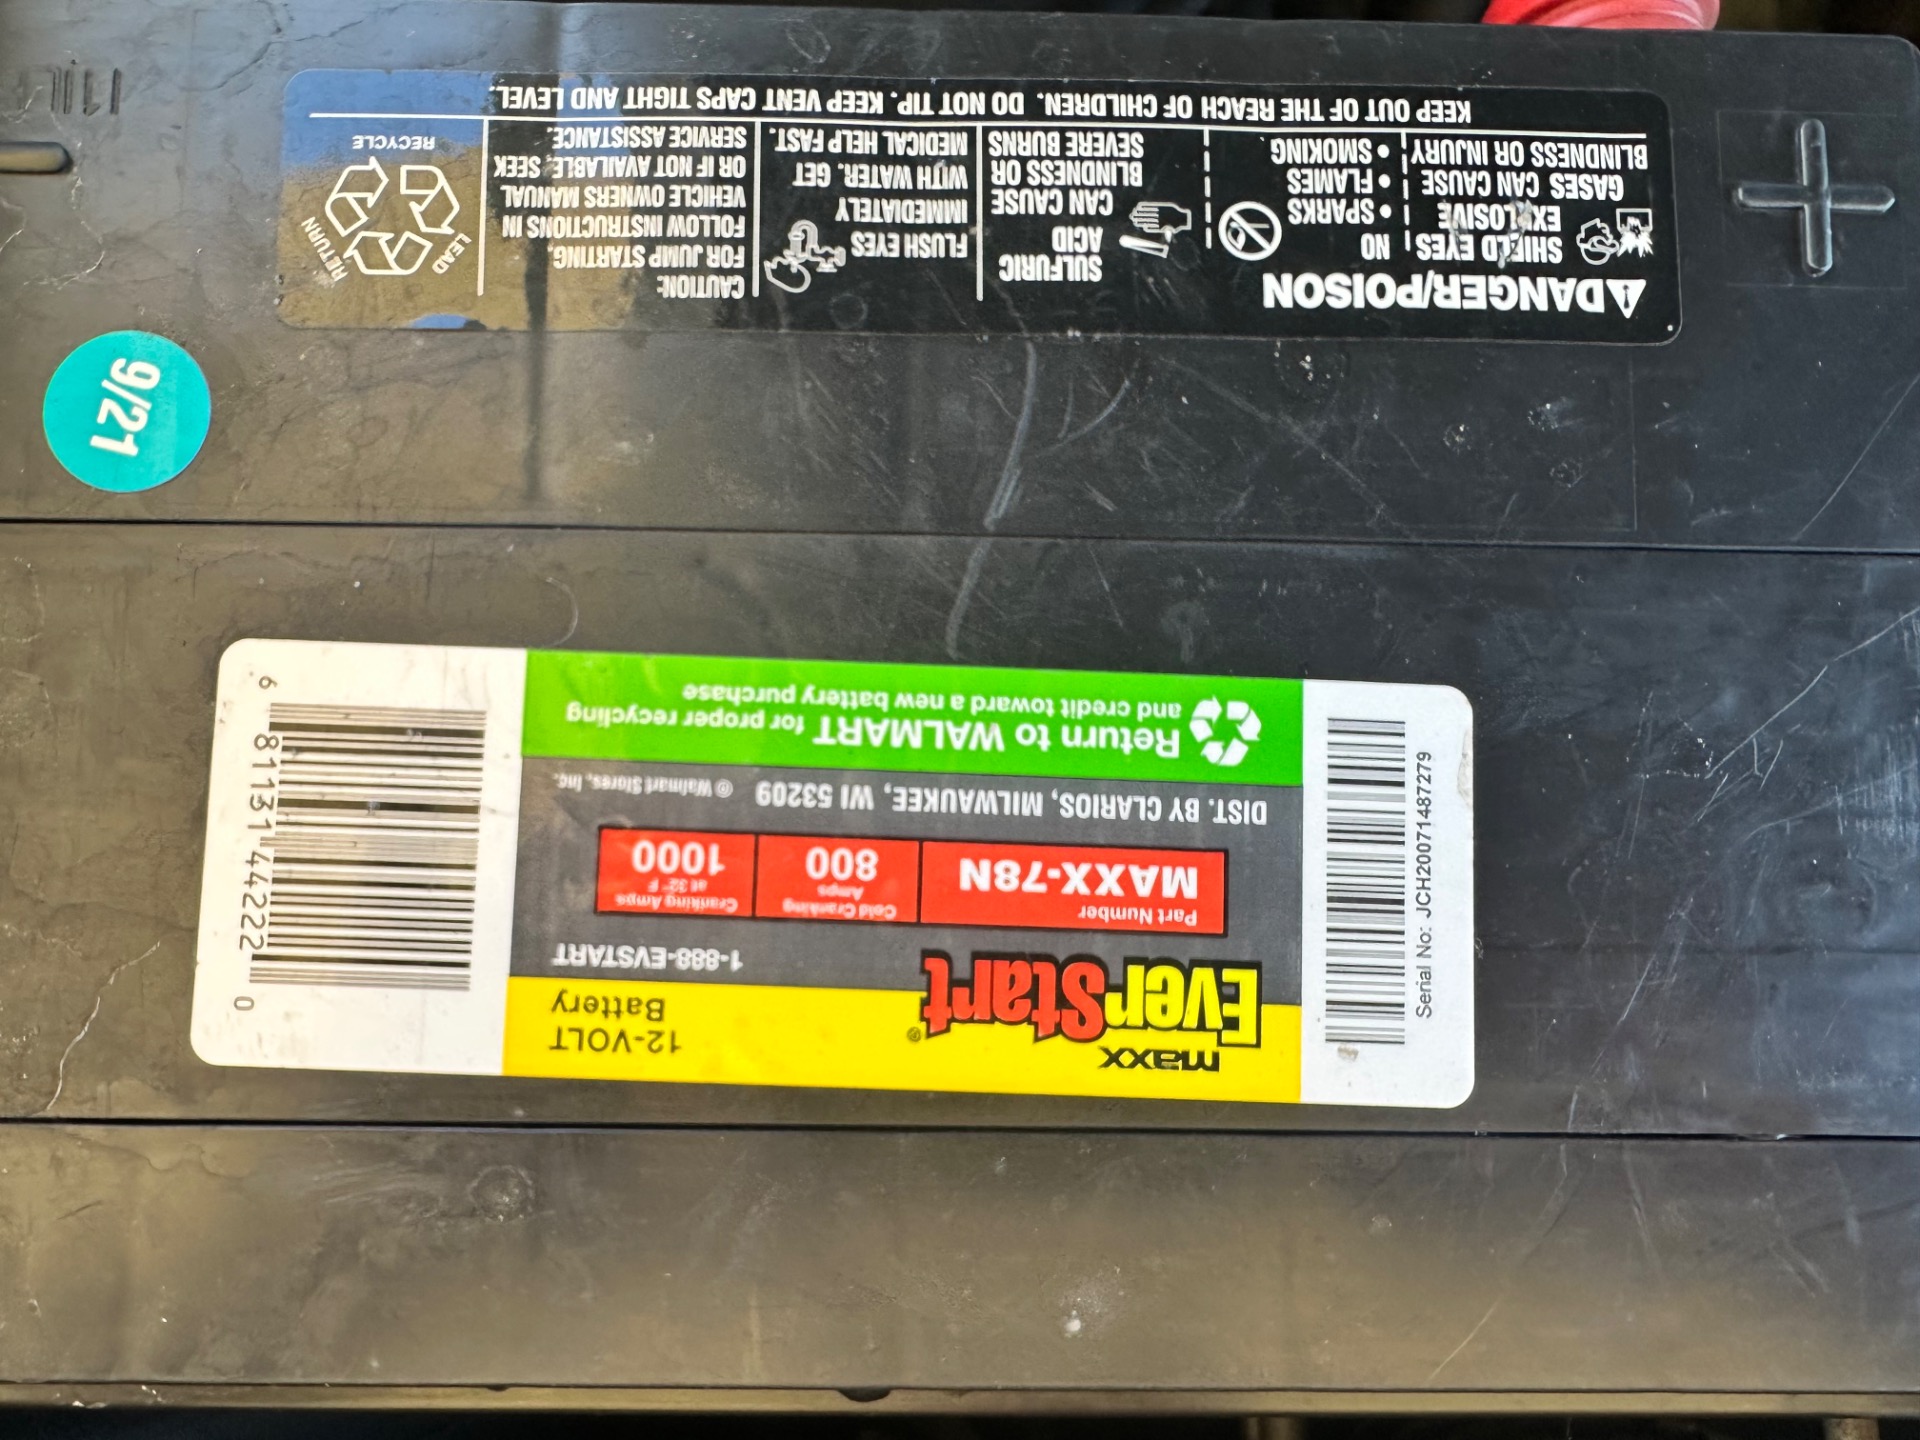 maxx
EverStart®
12-VOLT
Battery
1-888-EVSTART
Part Number
MAXX-78N
Cold Cranking
Amps
800
Cranking Amps
at 32° F
1000
DIST. BY CLARIOS, MILWAUKEE, WI 53209
© Walmart Stores, Inc.
Return to WALMART for proper recycling
and credit toward a new battery purchase
Serial No: JCH20071487279
6 81131 44222 0
9/21
DANGER/POISON
SHIELD EYES
EXPLOSIVE
GASES CAN CAUSE
BLINDNESS OR INJURY
NO
• SPARKS
• FLAMES
• SMOKING
SULFURIC
ACID
CAN CAUSE
BLINDNESS OR
SEVERE BURNS
FLUSH EYES
IMMEDIATELY
WITH WATER. GET
MEDICAL HELP FAST.
CAUTION:
FOR JUMP STARTING,
FOLLOW INSTRUCTIONS IN
VEHICLE OWNERS MANUAL
OR IF NOT AVAILABLE, SEEK
SERVICE ASSISTANCE.
LEAD
RETURN
RECYCLE
KEEP OUT OF THE REACH OF CHILDREN. DO NOT TIP. KEEP VENT CAPS TIGHT AND LEVEL.